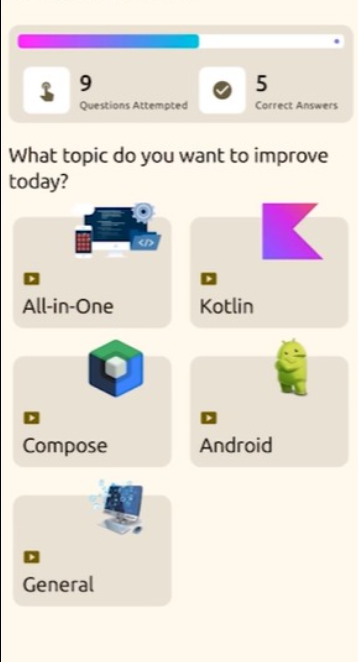 9
Questions Attempted
5
Correct Answers
What topic do you want to improve
today?
All-in-One
Kotlin
Compose
Android
General